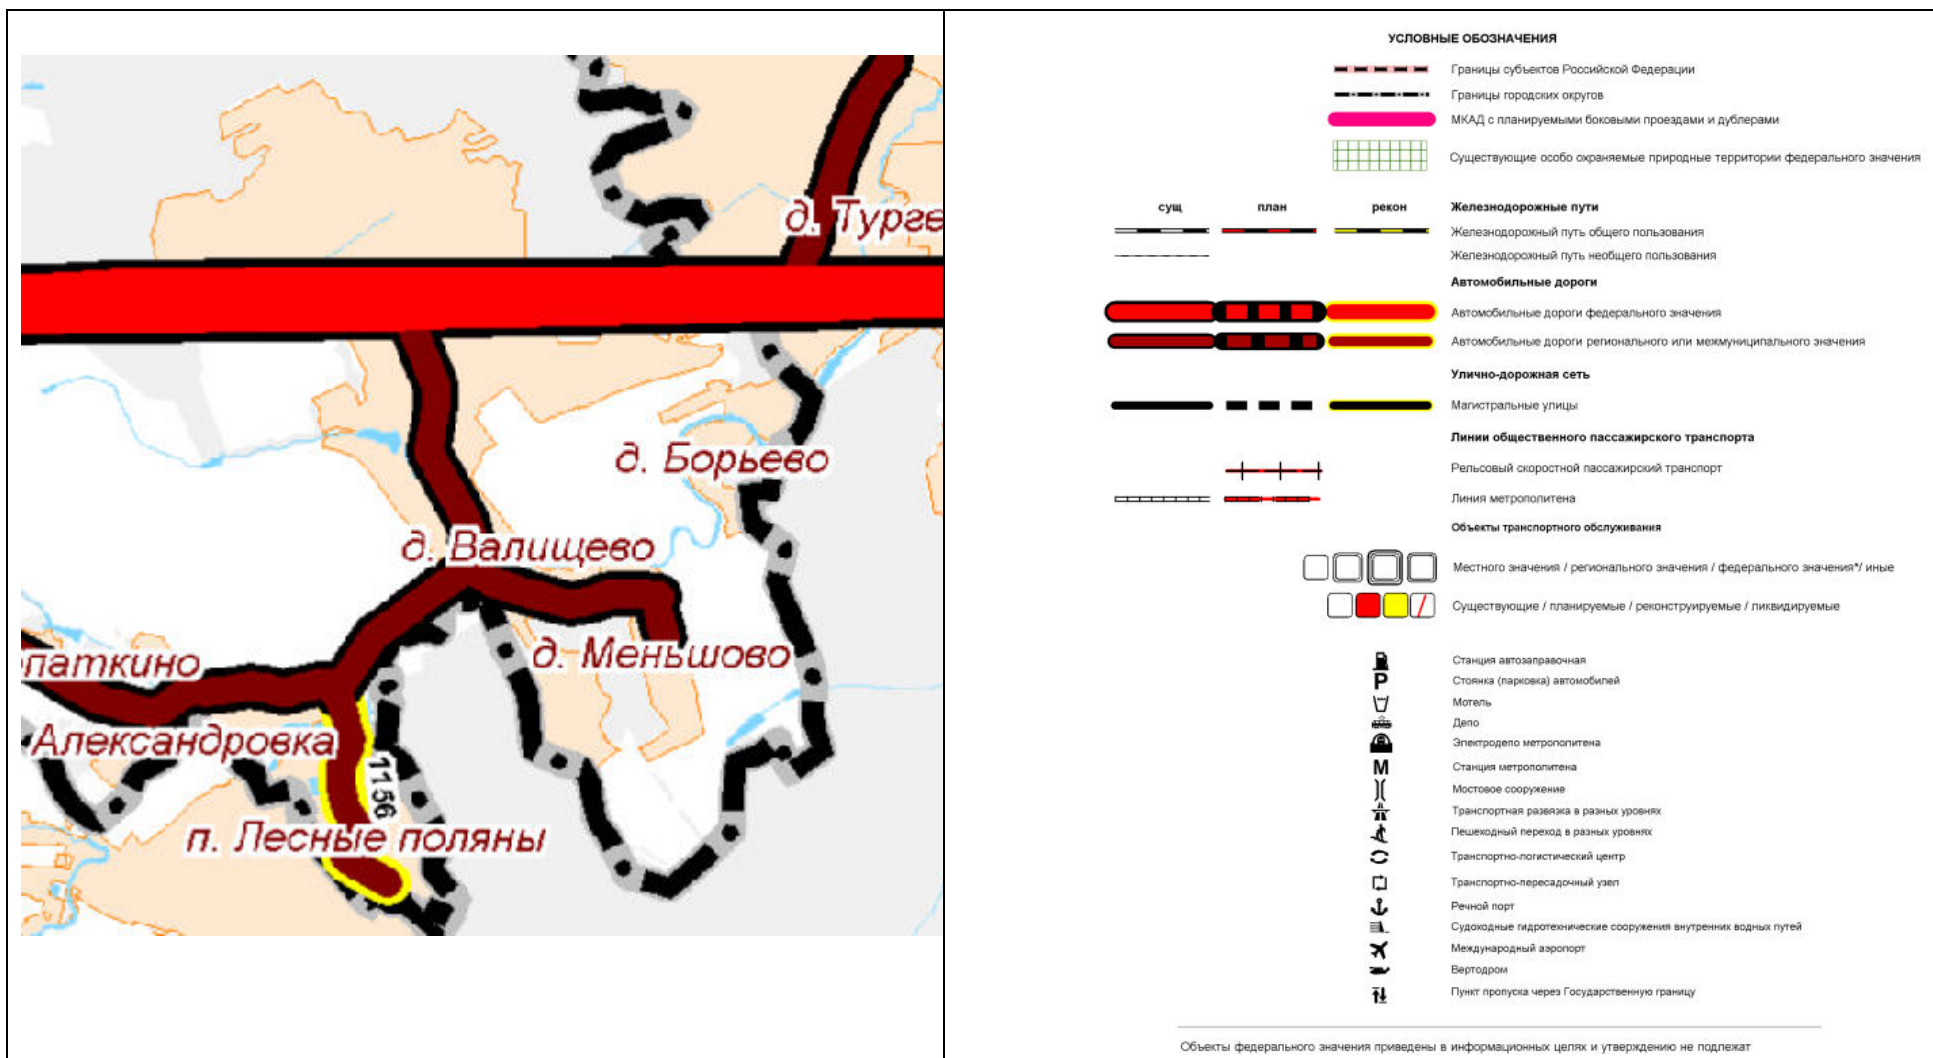 д. Турге
д. Борьево
д. Валищево
д. Меньшово
паткино
Александровка
1156
п. Лесные поляны
УСЛОВНЫЕ ОБОЗНАЧЕНИЯ
Границы субъектов Российской Федерации
Границы городских округов
МКАД с планируемыми боковыми проездами и дублерами
Существующие особо охраняемые природные территории федерального значения
сущ план рекон Железнодорожные пути
Железнодорожный путь общего пользования
Железнодорожный путь необщего пользования
Автомобильные дороги
Автомобильные дороги федерального значения
Автомобильные дороги регионального или межмуниципального значения
Улично-дорожная сеть
Магистральные улицы
Линии общественного пассажирского транспорта
Рельсовый скоростной пассажирский транспорт
Линия метрополитена
Объекты транспортного обслуживания
Местного значения / регионального значения / федерального значения*/ иные
Существующие / планируемые / реконструируемые / ликвидируемые
Станция автозаправочная
P Стоянка (парковка) автомобилей
Мотель
Депо
Электродепо метрополитена
М Станция метрополитена
Мостовое сооружение
Транспортная развязка в разных уровнях
Пешеходный переход в разных уровнях
Транспортно-логистический центр
Транспортно-пересадочный узел
Речной порт
Судоходные гидротехнические сооружения внутренних водных путей
Международный аэропорт
Вертодром
Пункт пропуска через Государственную границу
Объекты федерального значения приведены в информационных целях и утверждению не подлежат